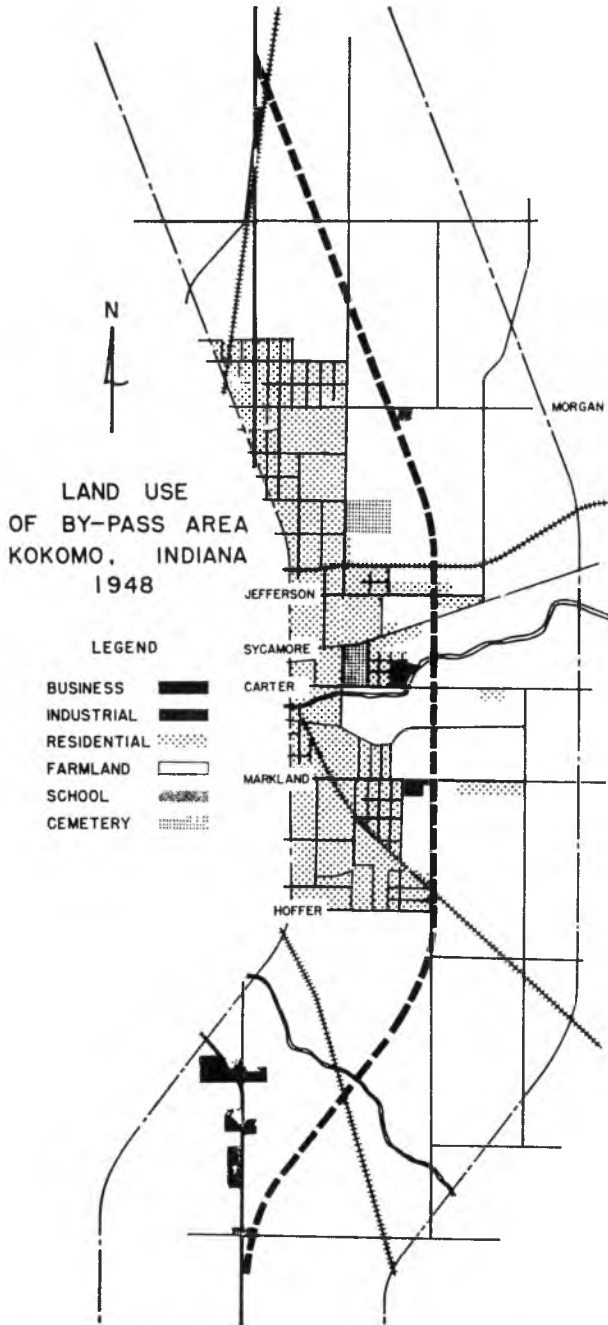 N
MORGAN
LAND USE
OF BY-PASS AREA
KOKOMO, INDIANA
1948
JEFFERSON
LEGEND
SYCAMORE
BUSINESS
CARTER
INDUSTRIAL
RESIDENTIAL
FARMLAND
MARKLAND
SCHOOL
CEMETERY
HOFFER